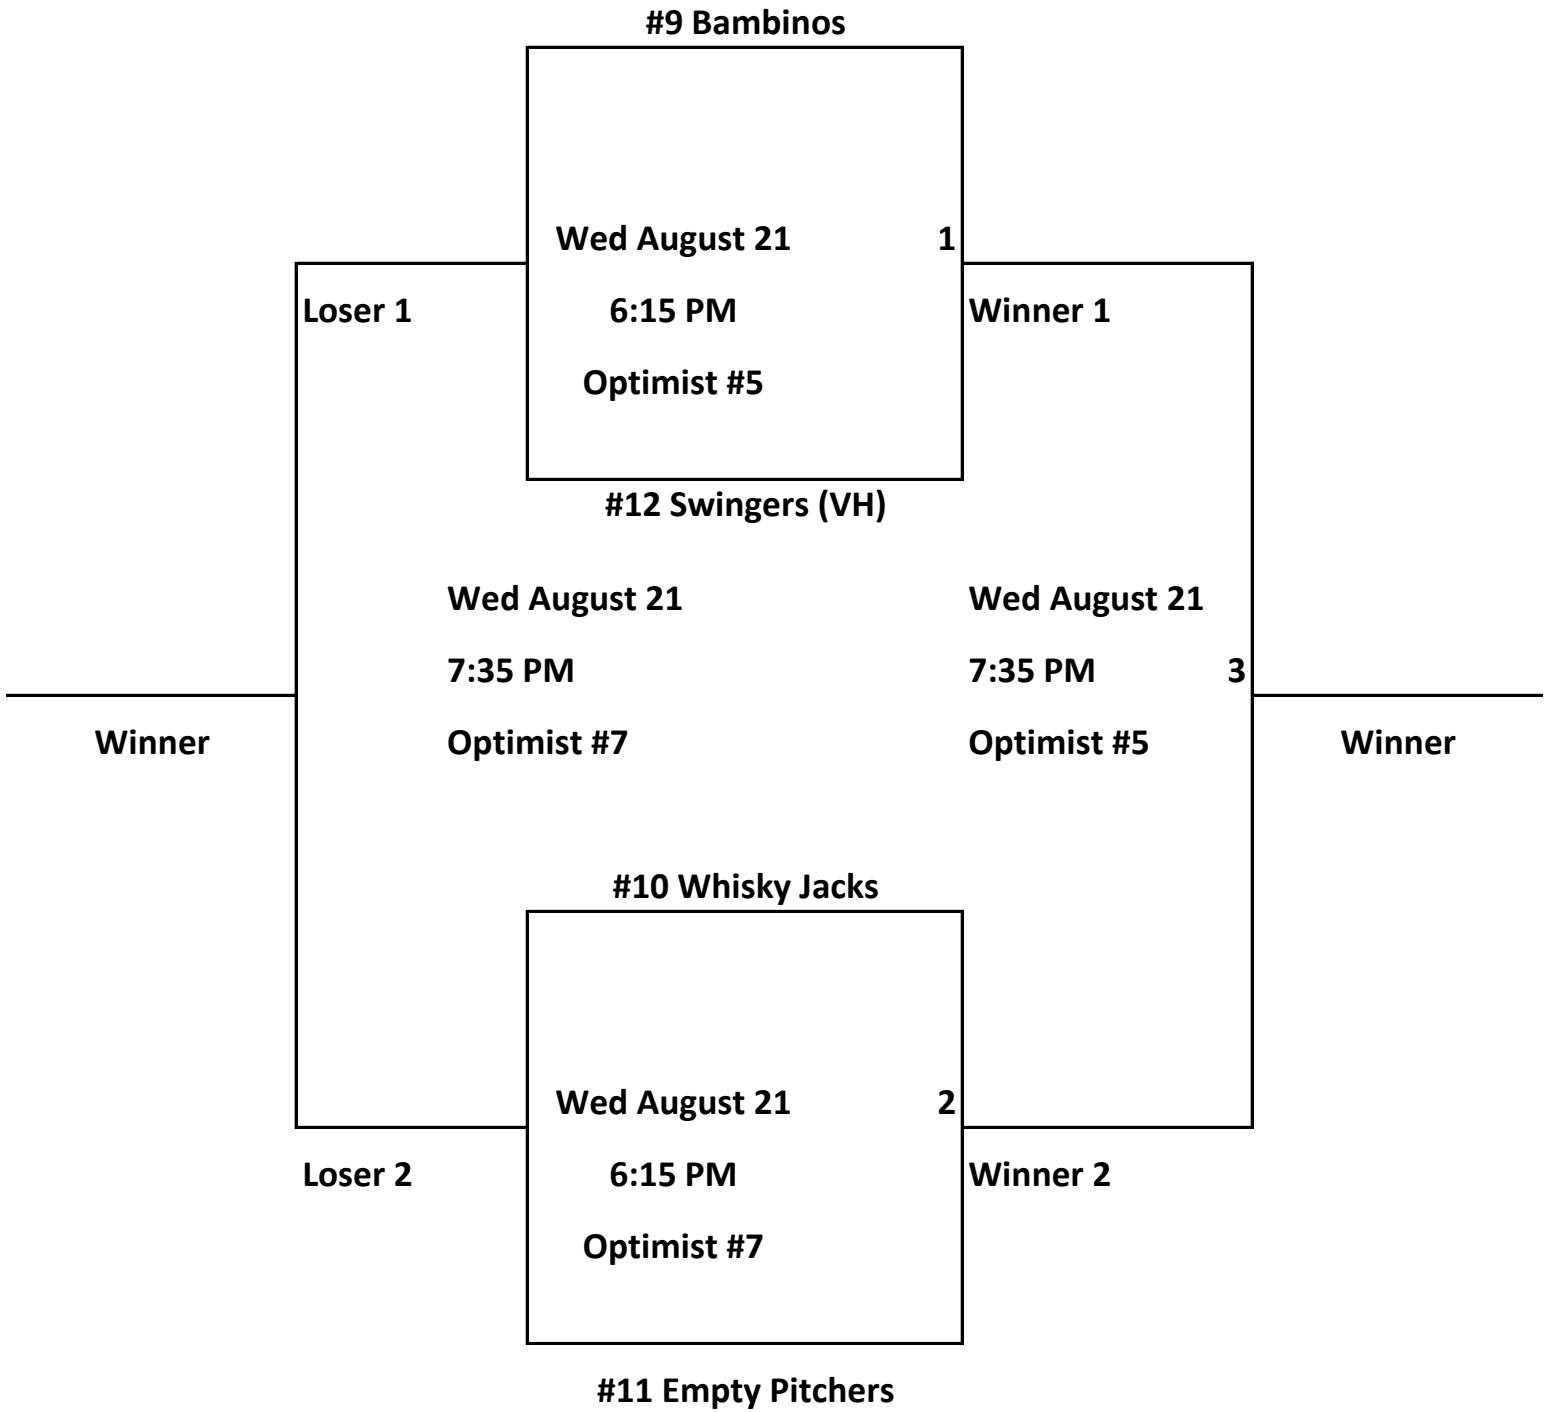 #9 Bambinos
Wed August 21 1
Loser 1 6:15 PM Winner 1
Optimist #5
#12 Swingers (VH)
Wed August 21 Wed August 21
7:35 PM 7:35 PM 3
Winner Optimist #7 Optimist #5 Winner
#10 Whisky Jacks
Wed August 21 2
Loser 2 6:15 PM Winner 2
Optimist #7
#11 Empty Pitchers